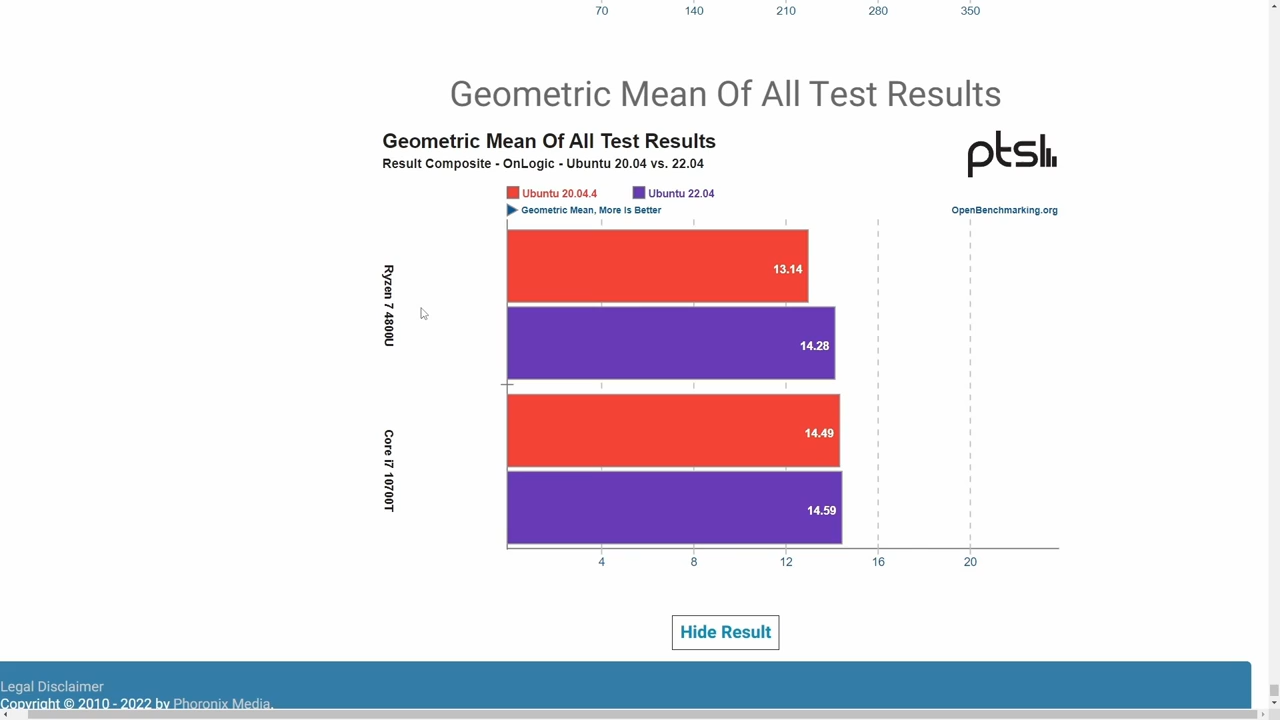 70 140 210 280 350
Geometric Mean Of All Test Results
Geometric Mean Of All Test Results
Result Composite - OnLogic - Ubuntu 20.04 vs. 22.04
ptsl
Ubuntu 20.04.4 Ubuntu 22.04
Geometric Mean, More Is Better OpenBenchmarking.org
Ryzen 7 4800U
13.14
14.28
Core i7 10700T
14.49
14.59
4 8 12 16 20
Hide Result
Legal Disclaimer
Copyright © 2010 - 2022 by Phoronix Media.